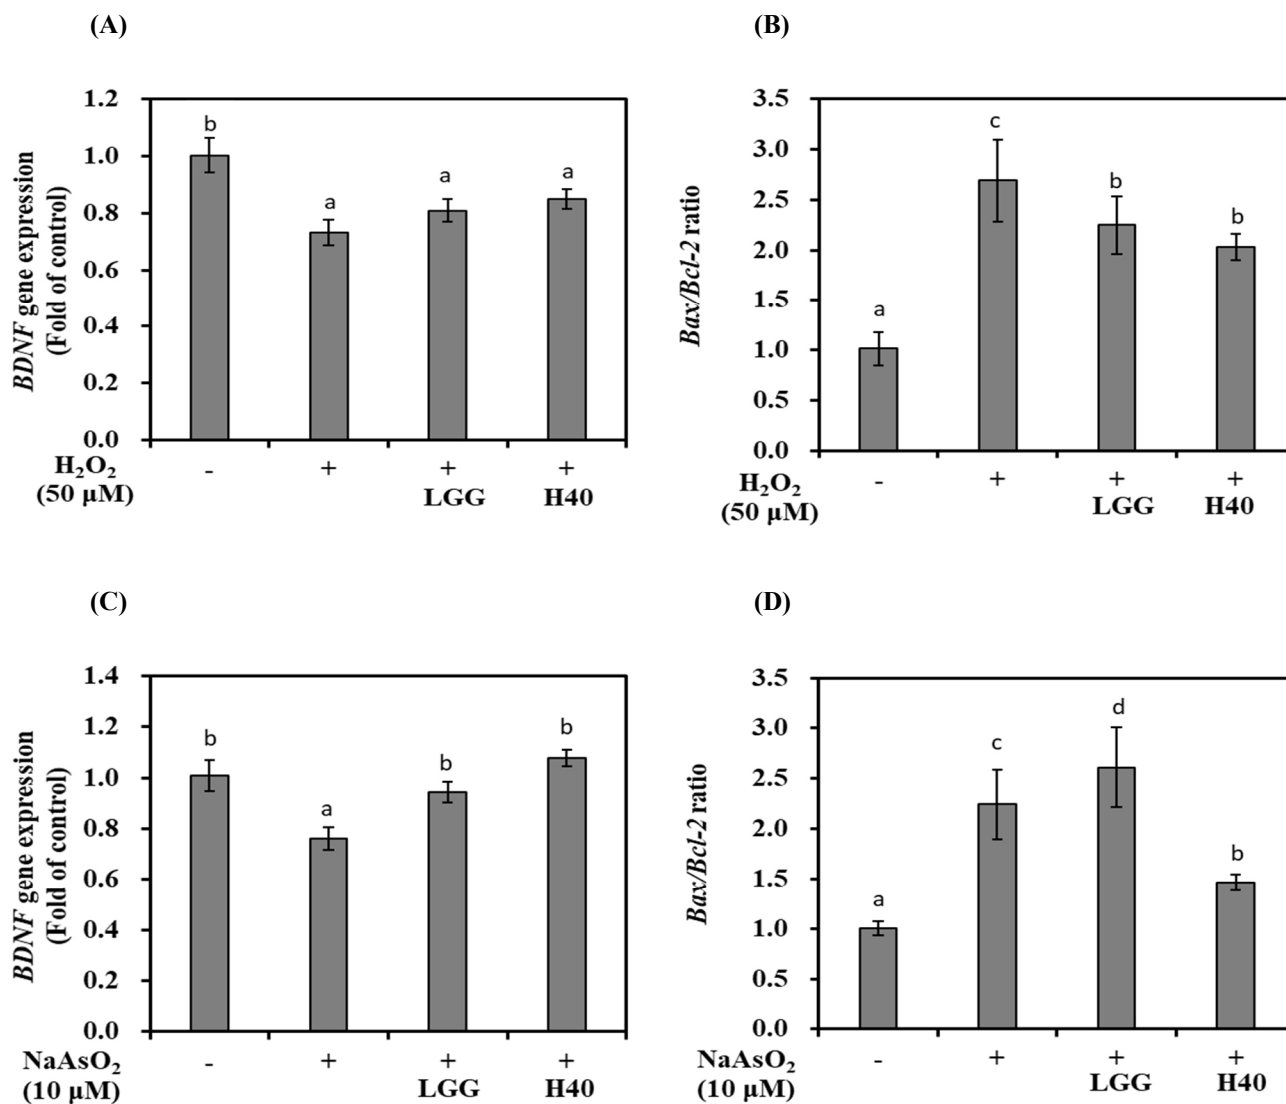 (A)
BDNF gene expression
(Fold of control)
1.2
1.0
0.8
0.6
0.4
0.2
0.0
b
a
a
a
H₂O₂
(50 µM)
- + + +
LGG H40
(B)
Bax/Bcl-2 ratio
3.5
3.0
2.5
2.0
1.5
1.0
0.5
0.0
a
c
b
b
H₂O₂
(50 µM)
- + + +
LGG H40
(C)
BDNF gene expression
(Fold of control)
1.4
1.2
1.0
0.8
0.6
0.4
0.2
0.0
b
a
b
b
NaAsO₂
(10 µM)
- + + +
LGG H40
(D)
Bax/Bcl-2 ratio
3.5
3.0
2.5
2.0
1.5
1.0
0.5
0.0
a
c
d
b
NaAsO₂
(10 µM)
- + + +
LGG H40